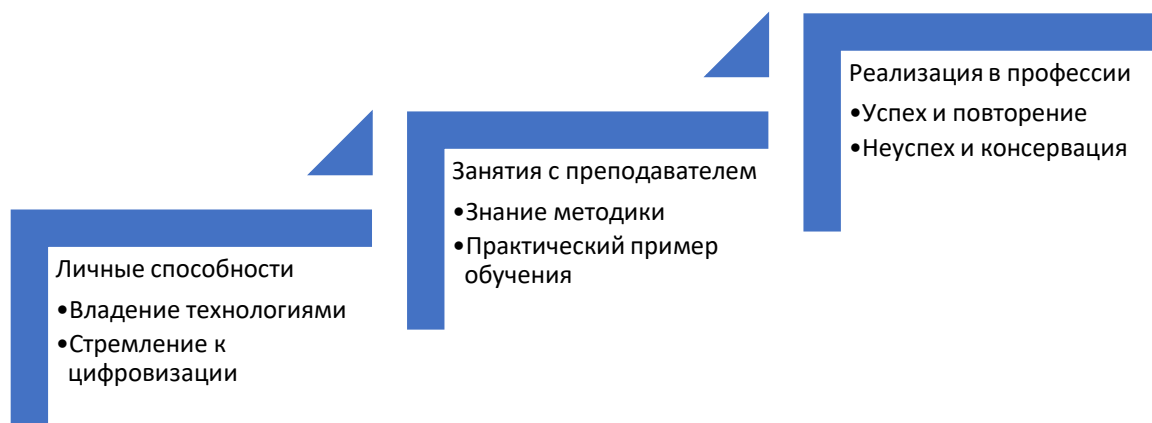 Личные способности
•Владение технологиями
•Стремление к
цифровизации
Занятия с преподавателем
•Знание методики
•Практический пример
обучения
Реализация в профессии
•Успех и повторение
•Неуспех и консервация